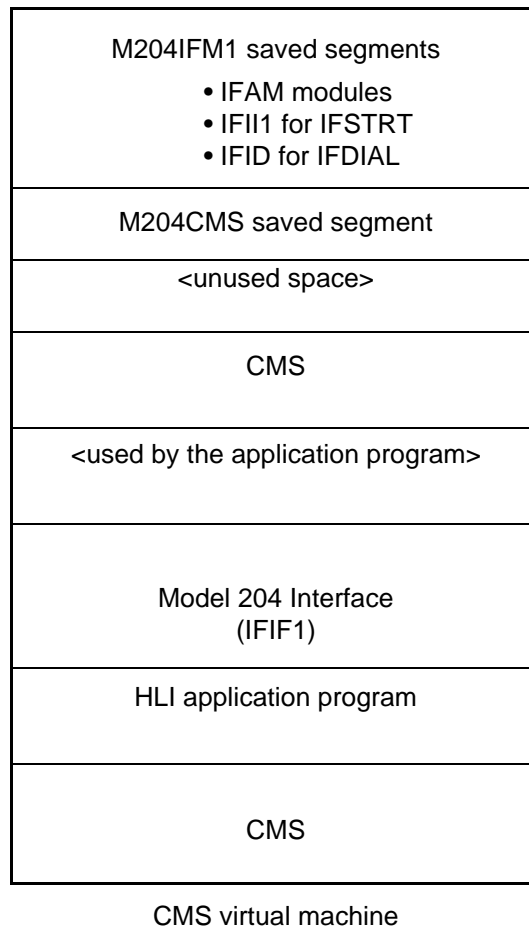 M204IFM1 saved segments
• IFAM modules
• IFII1 for IFSTRT
• IFID for IFDIAL
M204CMS saved segment
<unused space>
CMS
<used by the application program>
Model 204 Interface
(IFIF1)
HLI application program
CMS
CMS virtual machine